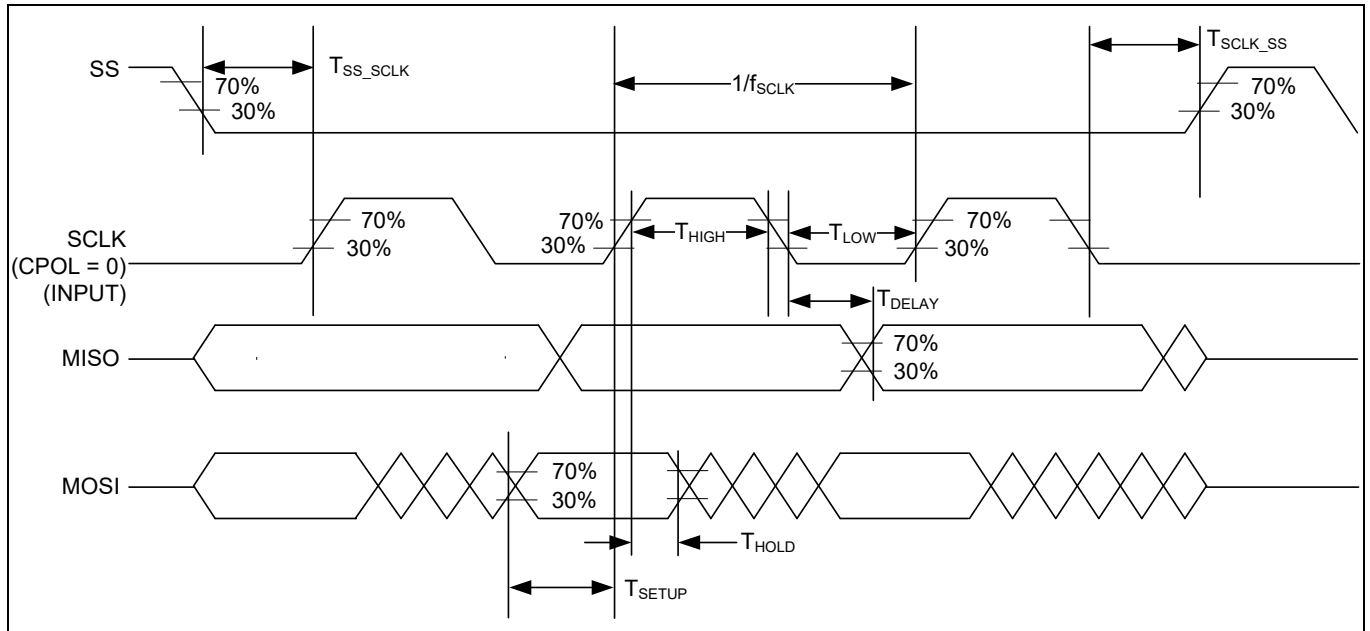 SS
70%
30%
T_SS_SCLK
1/f_SCLK
T_SCLK_SS
70%
30%
SCLK
(CPOL = 0)
(INPUT)
70%
30%
70%
30%
T_HIGH
T_LOW
70%
30%
T_DELAY
MISO
70%
30%
MOSI
70%
30%
T_HOLD
T_SETUP